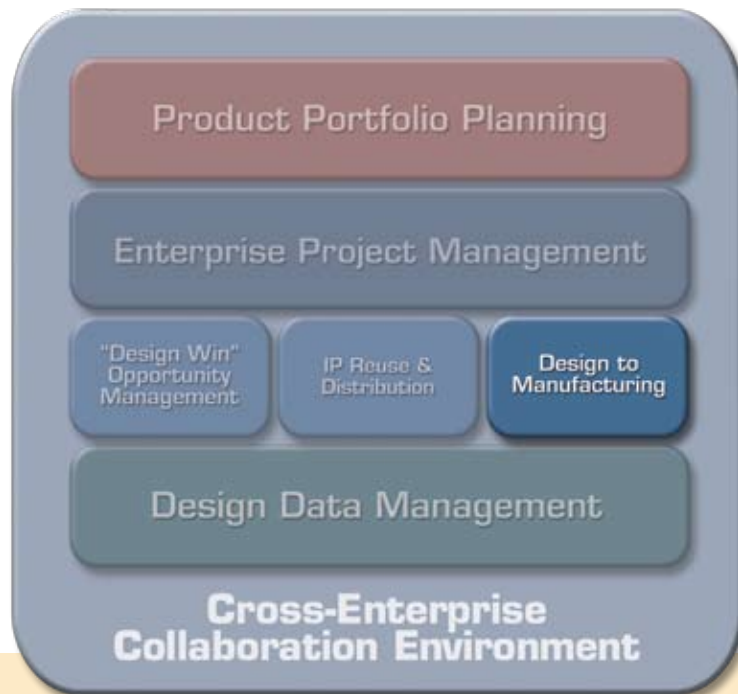 Product Portfolio Planning
Enterprise Project Management
"Design Win"
Opportunity
Management
IP Reuse &
Distribution
Design to
Manufacturing
Design Data Management
Cross-Enterprise
Collaboration Environment